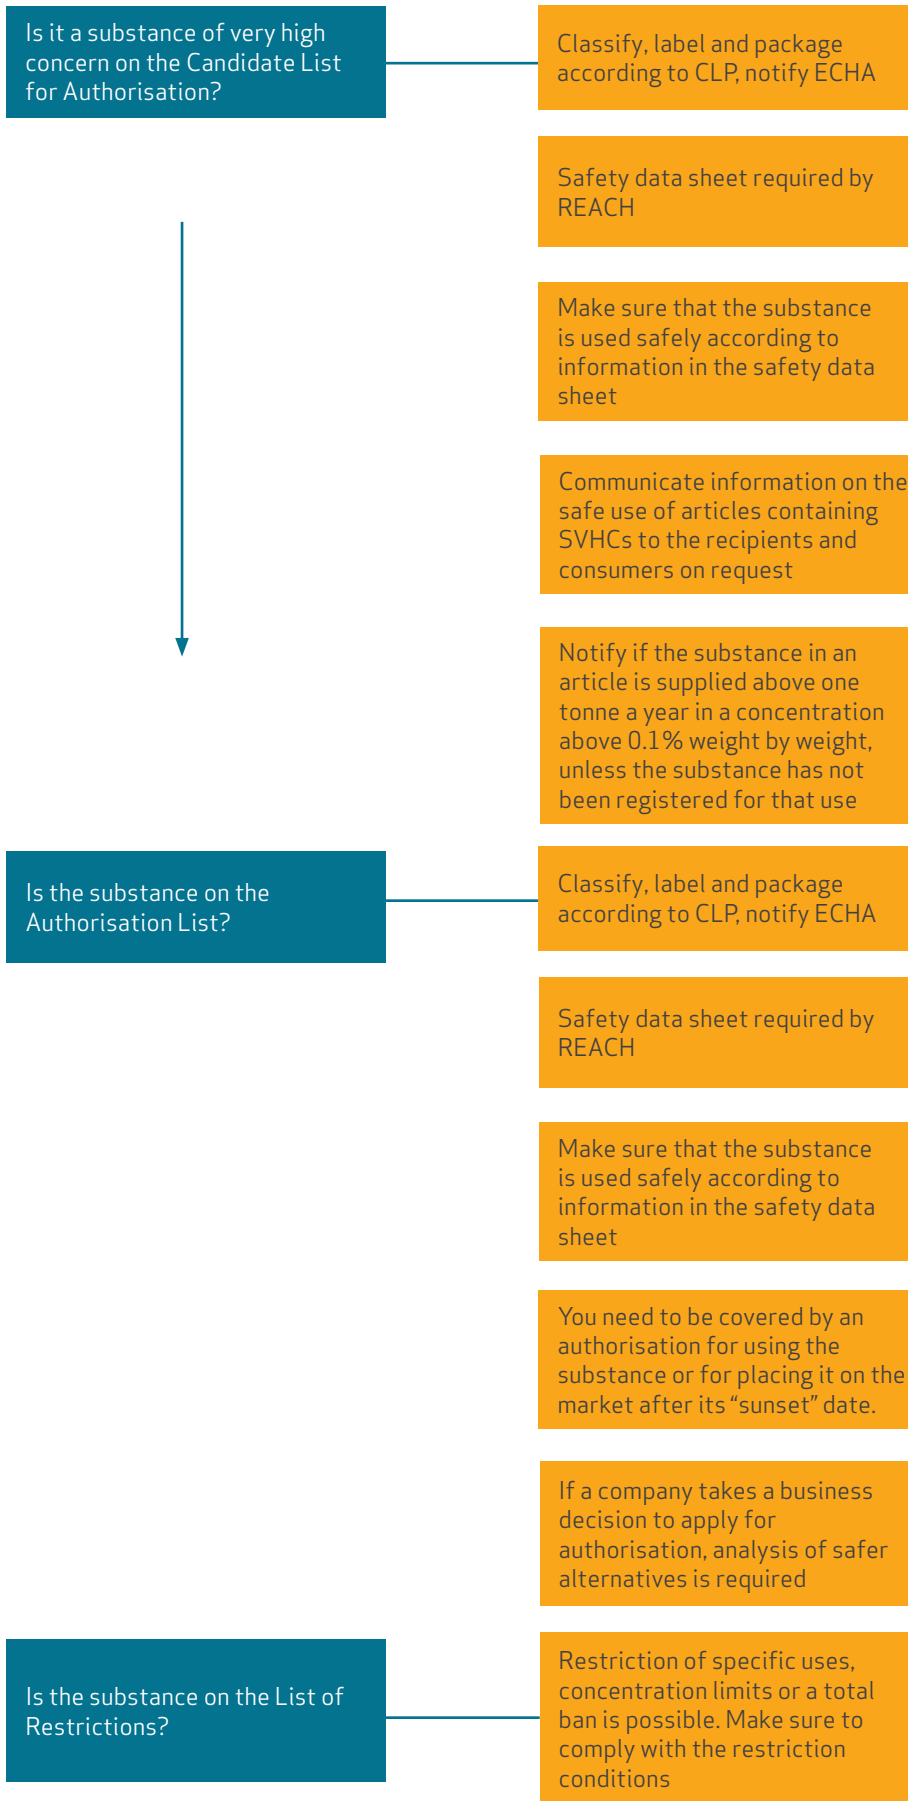 Is it a substance of very high
concern on the Candidate List
for Authorisation?
Classify, label and package
according to CLP, notify ECHA
Safety data sheet required by
REACH
Make sure that the substance
is used safely according to
information in the safety data
sheet
Communicate information on the
safe use of articles containing
SVHCs to the recipients and
consumers on request
Notify if the substance in an
article is supplied above one
tonne a year in a concentration
above 0.1% weight by weight,
unless the substance has not
been registered for that use
Is the substance on the
Authorisation List?
Classify, label and package
according to CLP, notify ECHA
Safety data sheet required by
REACH
Make sure that the substance
is used safely according to
information in the safety data
sheet
You need to be covered by an
authorisation for using the
substance or for placing it on the
market after its “sunset” date.
If a company takes a business
decision to apply for
authorisation, analysis of safer
alternatives is required
Is the substance on the List of
Restrictions?
Restriction of specific uses,
concentration limits or a total
ban is possible. Make sure to
comply with the restriction
conditions